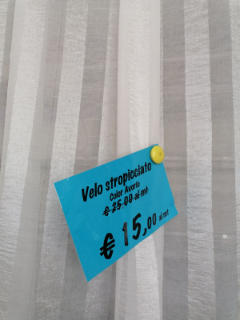 Velo stropicciato
Color Avorio
€ 25,00 al mt
€ 15,00 al mt